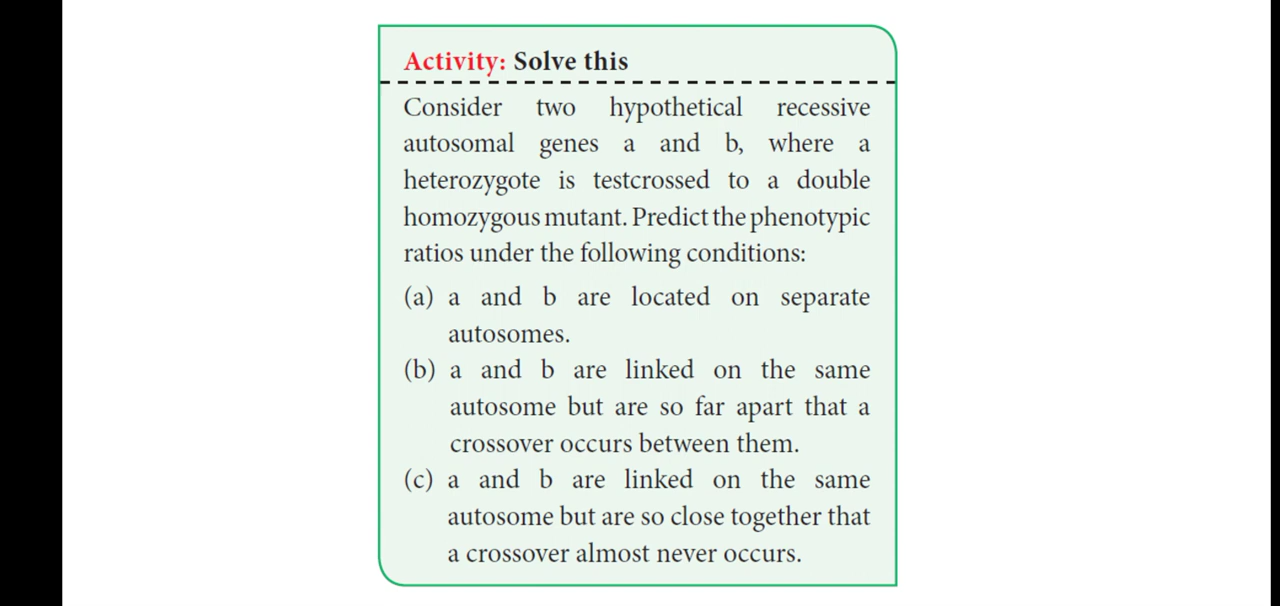 Activity: Solve this
Consider two hypothetical recessive
autosomal genes a and b, where a
heterozygote is testcrossed to a double
homozygous mutant. Predict the phenotypic
ratios under the following conditions:
(a) a and b are located on separate
autosomes.
(b) a and b are linked on the same
autosome but are so far apart that a
crossover occurs between them.
(c) a and b are linked on the same
autosome but are so close together that
a crossover almost never occurs.